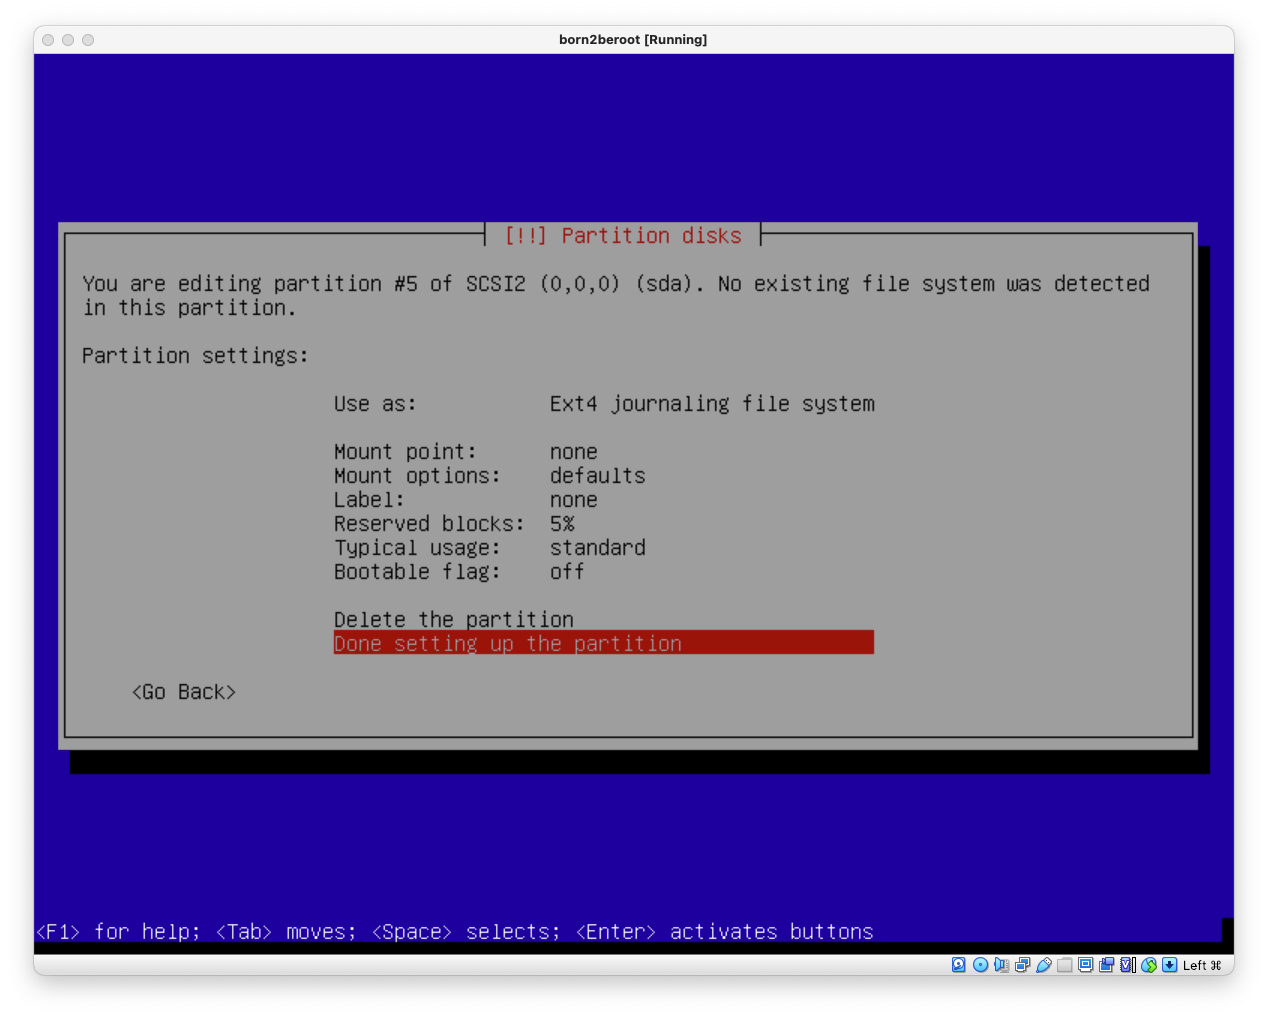 born2beroot [Running]
[!!] Partition disks
You are editing partition #5 of SCSI2 (0,0,0) (sda). No existing file system was detected
in this partition.
Partition settings:
Use as: Ext4 journaling file system
Mount point: none
Mount options: defaults
Label: none
Reserved blocks: 5%
Typical usage: standard
Bootable flag: off
Delete the partition
Done setting up the partition
<Go Back>
<F1> for help; <Tab> moves; <Space> selects; <Enter> activates buttons
Left ⌘